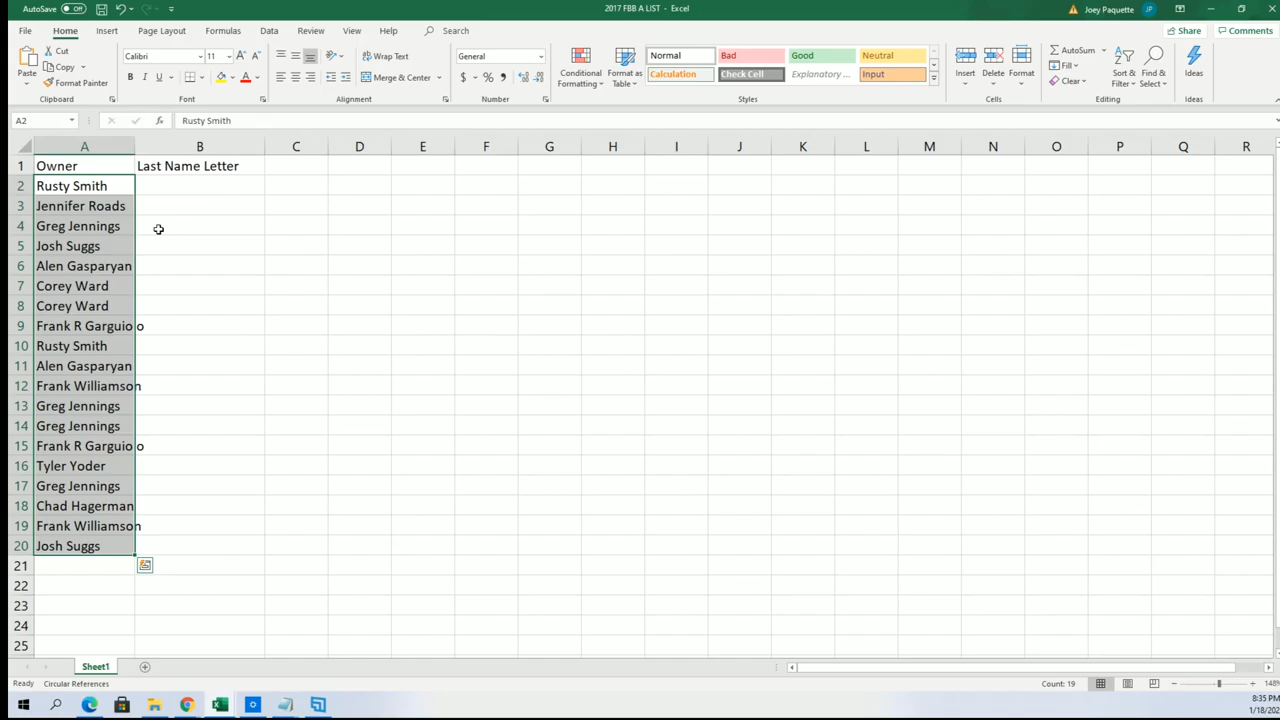 AutoSave Off 2017 FBB A LIST - Excel Joey Paquette JP
File Home Insert Page Layout Formulas Data Review View Help Search Share Comments
Paste Cut Copy Format Painter Clipboard
Calibri 11 B I U A A A Font
ab Wrap Text Merge & Center Alignment
General $ % , Number
Conditional Formatting Format as Table Normal Bad Good Neutral Calculation Check Cell Explanatory ... Input Styles
Insert Delete Format Cells
AutoSum Fill Clear Sort & Filter Find & Select Editing
Ideas Ideas
A2 fx Rusty Smith
A B C D E F G H I J K L M N O P Q R
1 Owner Last Name Letter
2 Rusty Smith
3 Jennifer Roads
4 Greg Jennings
5 Josh Suggs
6 Alen Gasparyan
7 Corey Ward
8 Corey Ward
9 Frank R Garguio o
10 Rusty Smith
11 Alen Gasparyan
12 Frank Williamson
13 Greg Jennings
14 Greg Jennings
15 Frank R Garguio o
16 Tyler Yoder
17 Greg Jennings
18 Chad Hagerman
19 Frank Williamson
20 Josh Suggs
21
22
23
24
25
Sheet1
Ready Circular References Count: 19 148%
8:35 PM
1/18/202